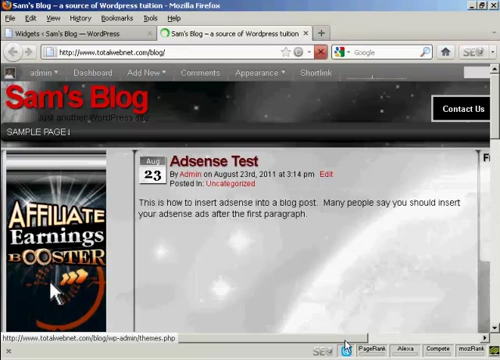 Sam's Blog – a source of Wordpress tuition - Mozilla Firefox
File Edit View History Bookmarks Tools Help
Widgets ‹ Sam's Blog — WordPress
Sam's Blog – a source of Wordpress tuition
http://www.totalwebnet.com/blog/
Google
admin Dashboard Add New Comments Appearance Shortlink
Sam's Blog
Just another WordPress site
Contact Us
SAMPLE PAGE↓
Aug
23
Adsense Test
By Admin on August 23rd, 2011 at 3:14 pm Edit
Posted In: Uncategorized
This is how to insert adsense into a blog post. Many people say you should insert
your adsense ads after the first paragraph.
AFFILIATE
Earnings
BOOSTER
http://www.totalwebnet.com/blog/wp-admin/themes.php
PageRank Alexa Compete mozRank